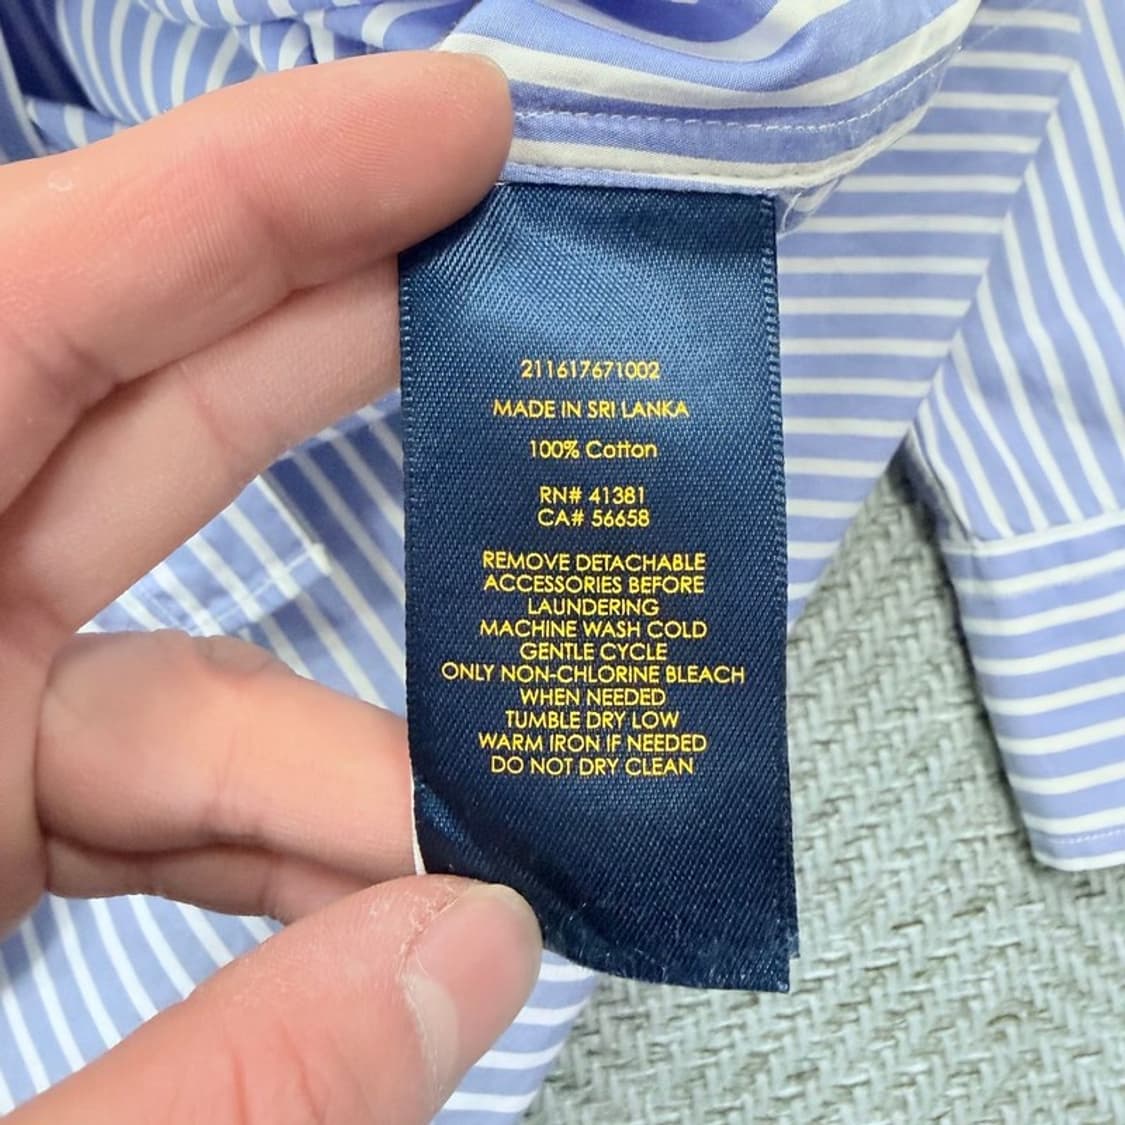 211617671002
MADE IN SRI LANKA
100% Cotton
RN# 41381
CA# 56658
REMOVE DETACHABLE
ACCESSORIES BEFORE
LAUNDERING
MACHINE WASH COLD
GENTLE CYCLE
ONLY NON-CHLORINE BLEACH
WHEN NEEDED
TUMBLE DRY LOW
WARM IRON IF NEEDED
DO NOT DRY CLEAN